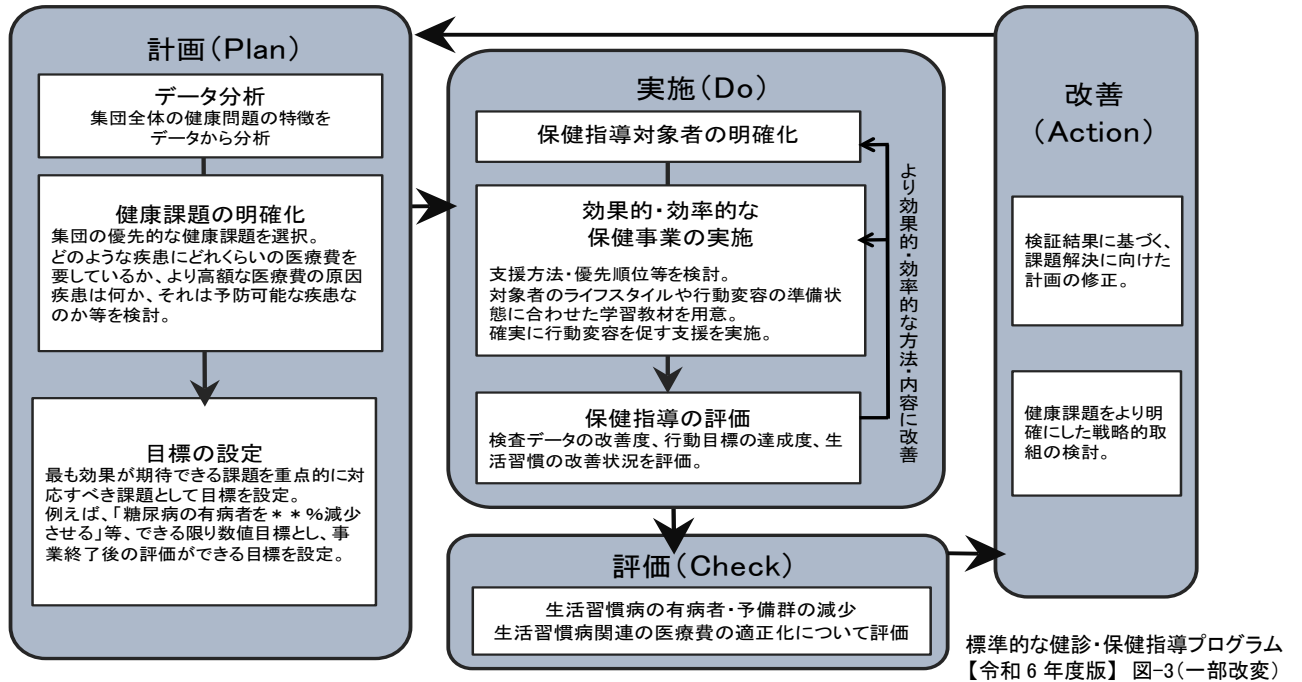 計画（Plan）
データ分析
集団全体の健康問題の特徴を
データから分析
健康課題の明確化
集団の優先的な健康課題を選択。
どのような疾患にどれくらいの医療費を
要しているか、より高額な医療費の原因
疾患は何か、それは予防可能な疾患な
のか等を検討。
目標の設定
最も効果が期待できる課題を重点的に対
応すべき課題として目標を設定。
例えば、「糖尿病の有病者を＊＊%減少
させる」等、できる限り数値目標とし、事
業終了後の評価ができる目標を設定。
実施（Do）
保健指導対象者の明確化
効果的・効率的な
保健事業の実施
支援方法・優先順位等を検討。
対象者のライフスタイルや行動変容の準備状
態に合わせた学習教材を用意。
確実に行動変容を促す支援を実施。
保健指導の評価
検査データの改善度、行動目標の達成度、生
活習慣の改善状況を評価。
より効果的・効率的な方法・内容に改善
評価（Check）
生活習慣病の有病者・予備群の減少
生活習慣病関連の医療費の適正化について評価
改善
（Action）
検証結果に基づく、
課題解決に向けた
計画の修正。
健康課題をより明
確にした戦略的取
組の検討。
標準的な健診・保健指導プログラム
【令和 6 年度版】 図-3（一部改変）